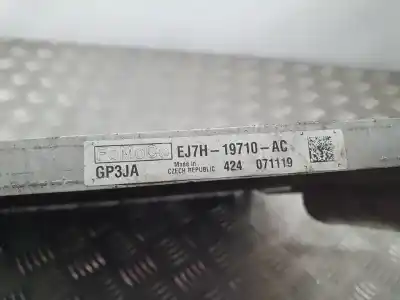 FOMOCO EJ7H-19710-AC
GP3JA Made in CZECH REPUBLIC 424 071119